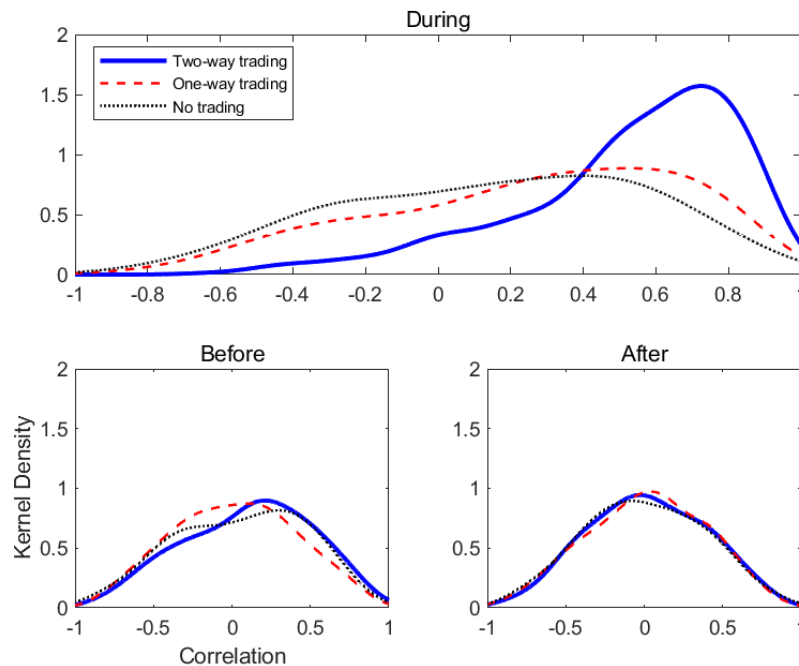 During
2
1.5
1
0.5
0
Two-way trading
One-way trading
No trading
-1 -0.8 -0.6 -0.4 -0.2 0 0.2 0.4 0.6 0.8 1
Before
2
1.5
1
0.5
0
-1 -0.5 0 0.5 1
Kernel Density
Correlation
After
2
1.5
1
0.5
0
-1 -0.5 0 0.5 1